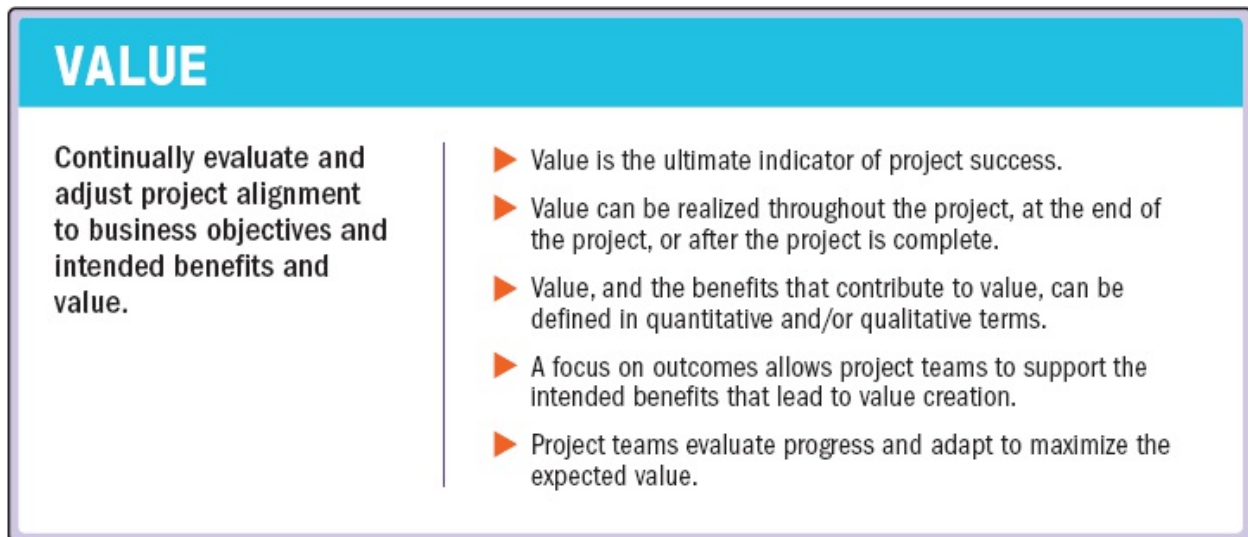 VALUE
Continually evaluate and
adjust project alignment
to business objectives and
intended benefits and
value.
Value is the ultimate indicator of project success.
Value can be realized throughout the project, at the end of
the project, or after the project is complete.
Value, and the benefits that contribute to value, can be
defined in quantitative and/or qualitative terms.
A focus on outcomes allows project teams to support the
intended benefits that lead to value creation.
Project teams evaluate progress and adapt to maximize the
expected value.